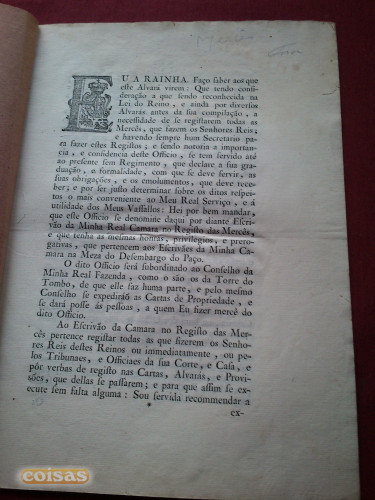 EU A RAINHA. Faço saber aos que
este Alvará virem: Que tendo consi-
deração a que sendo reconhecida na
Lei do Reino, e ainda por diversos
Alvarás antes da sua compilação, a
necessidade de se registarem todas as
Mercês, que fazem os Senhores Reis;
e havendo sempre hum Secretario pa-
ra fazer estes Registos; e sendo notoria a importan-
cia, e confidencia deste Officio, se tem servido até
ao presente sem Regimento, que declare a sua gra-
duação, e formalidade, com que se deve servir, as
suas obrigações, e os emolumentos, que deve rece-
ber; e por ser justo determinar sobre os ditos respei-
tos o mais conveniente ao Meu Real Serviço, e á
utilidade dos Meus Vassallos: Hei por bem mandar,
que este Officio se denomine daqui por diante Escri-
vão da Minha Real Camara no Registo das Mercês,
e que tenha as mesmas honras, privilegios, e prero-
gativas, que pertencem aos Escrivães da Minha Ca-
mara na Meza do Desembargo do Paço.
O dito Officio será subordinado ao Conselho da
Minha Real Fazenda, como o são os da Torre do
Tombo, de que elle faz huma parte, e pelo mesmo
Conselho se expedirão as Cartas de Propriedade, e
se dará posse ás pessoas, a quem Eu fazer mercê do
dito Officio.
Ao Escrivão da Camara no Registo das Mer-
cês pertence registar todas as que fizerem os Senho-
res Reis destes Reinos ou immediatamente, ou pe-
los Tribunaes, e Officiaes da sua Corte, e Casa, e
pôr verbas de registo nas Cartas, Alvarás, e Provi-
sões, que dellas se passarem; e para que assim se exe-
cute sem falta alguma: Sou servida recommendar a
ex-
coisas